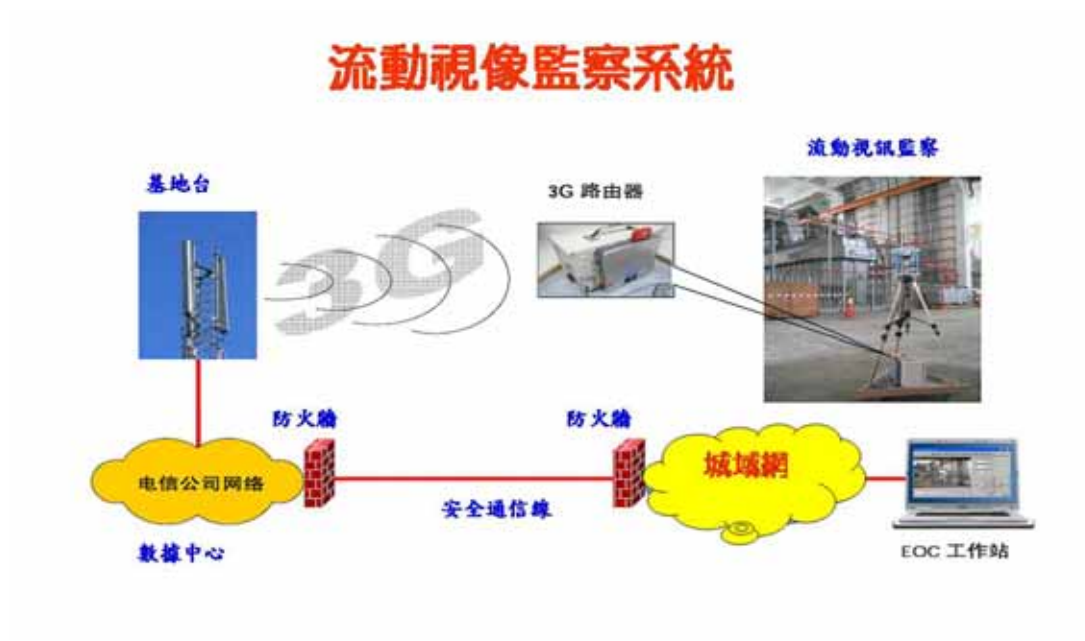 流動視像監察系統
流動視訊監察
基地台
3G 路由器
3G
防火牆
防火牆
电信公司网络
城域網
安全通信線
數據中心
EOC 工作站